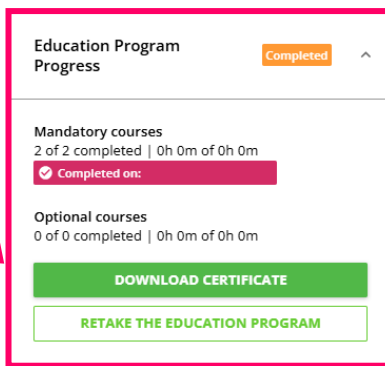 Education Program
Progress
Completed
Mandatory courses
2 of 2 completed | 0h 0m of 0h 0m
Completed on:
Optional courses
0 of 0 completed | 0h 0m of 0h 0m
DOWNLOAD CERTIFICATE
RETAKE THE EDUCATION PROGRAM